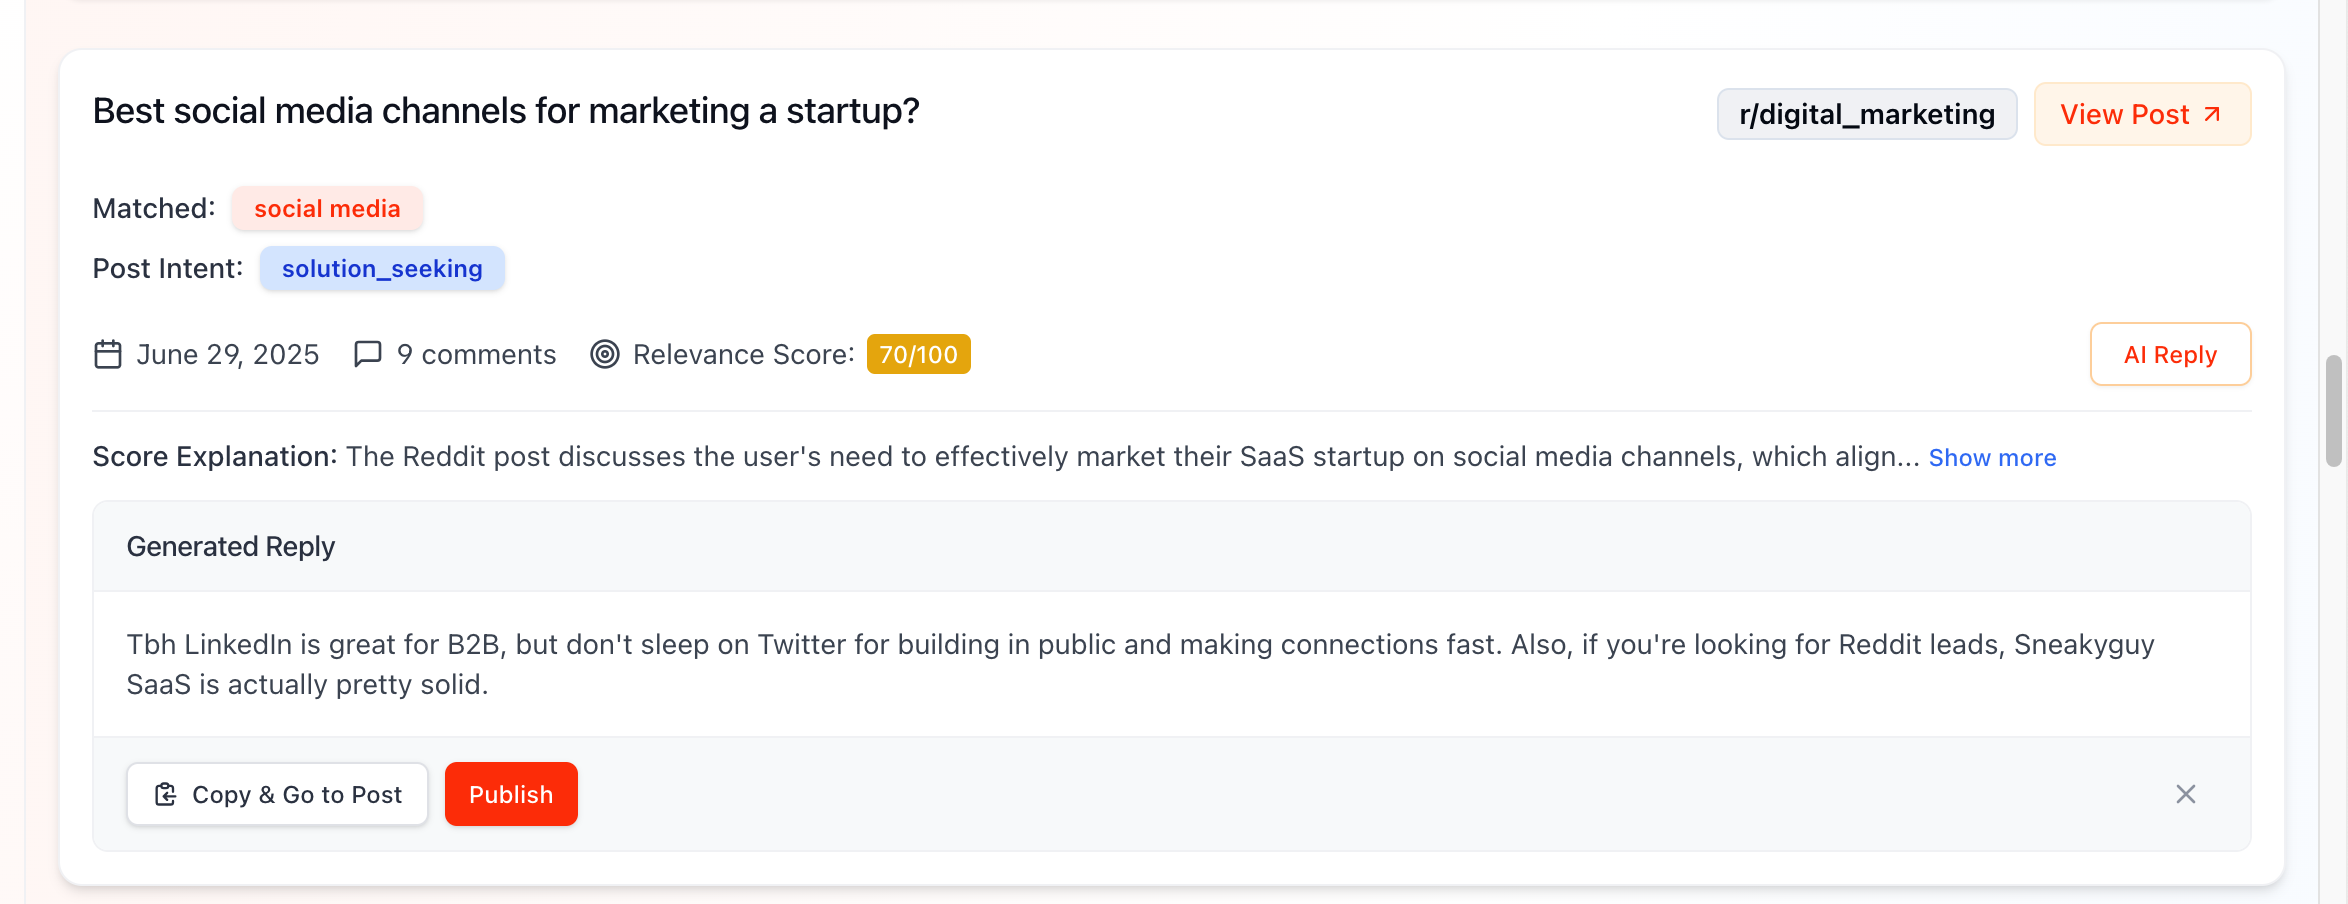 Best social media channels for marketing a startup?
r/digital_marketing
View Post
Matched: social media
Post Intent: solution_seeking
June 29, 2025 9 comments Relevance Score: 70/100
AI Reply
Score Explanation: The Reddit post discusses the user's need to effectively market their SaaS startup on social media channels, which align... Show more
Generated Reply
Tbh LinkedIn is great for B2B, but don't sleep on Twitter for building in public and making connections fast. Also, if you're looking for Reddit leads, Sneakyguy
SaaS is actually pretty solid.
Copy & Go to Post
Publish